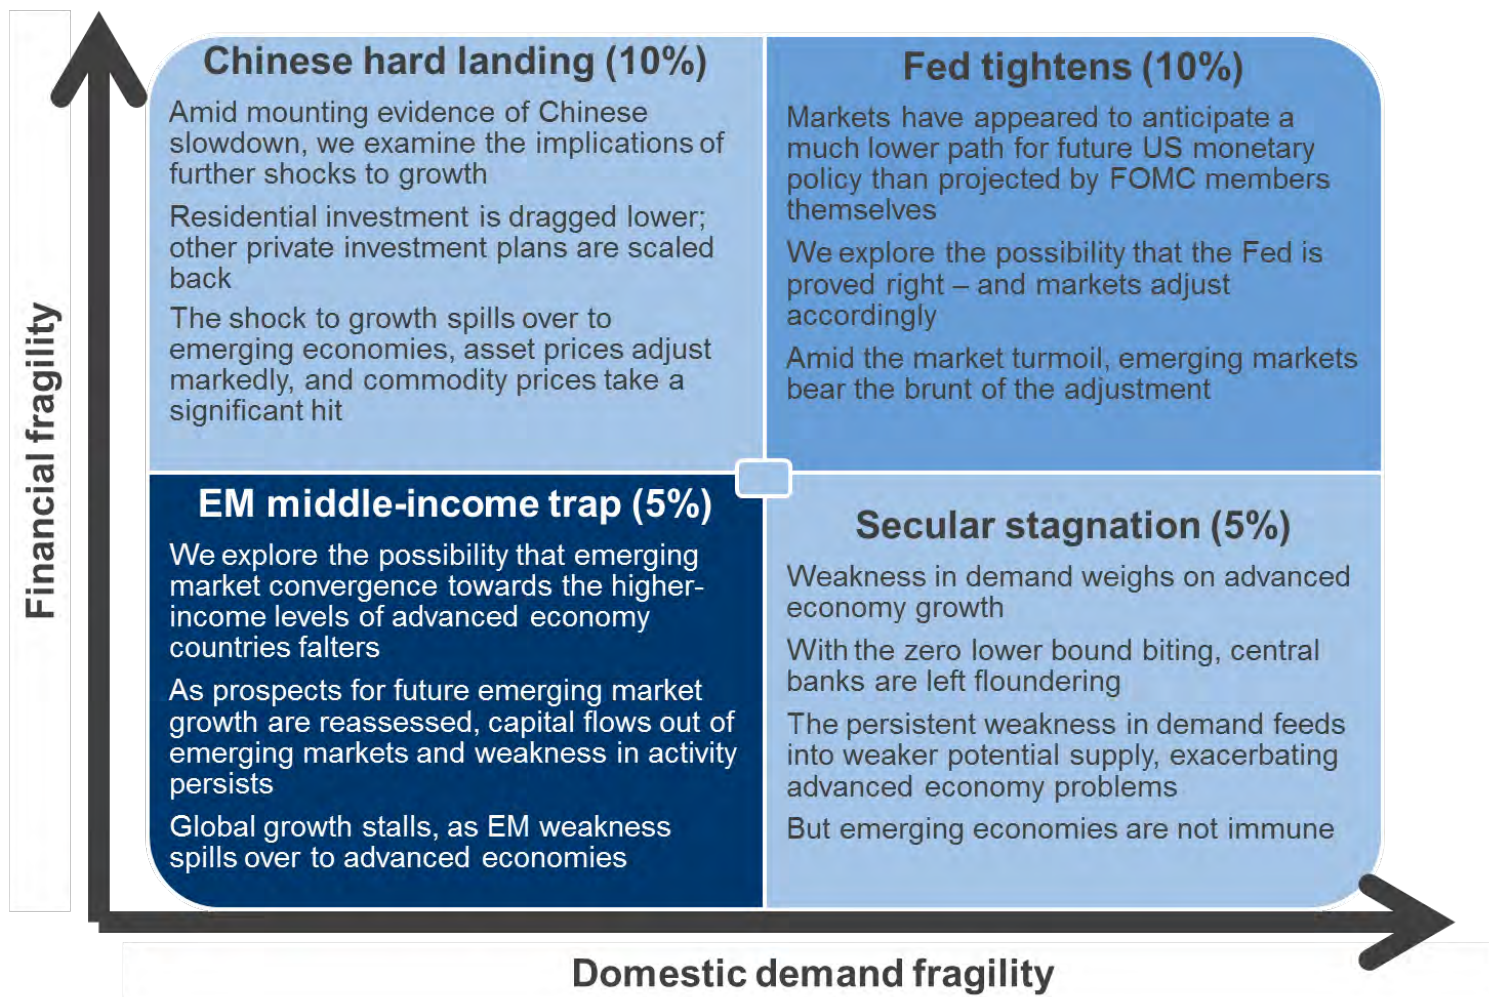 Financial fragility
Chinese hard landing (10%)
Amid mounting evidence of Chinese
slowdown, we examine the implications of
further shocks to growth
Residential investment is dragged lower;
other private investment plans are scaled
back
The shock to growth spills over to
emerging economies, asset prices adjust
markedly, and commodity prices take a
significant hit
Fed tightens (10%)
Markets have appeared to anticipate a
much lower path for future US monetary
policy than projected by FOMC members
themselves
We explore the possibility that the Fed is
proved right – and markets adjust
accordingly
Amid the market turmoil, emerging markets
bear the brunt of the adjustment
EM middle-income trap (5%)
We explore the possibility that emerging
market convergence towards the higher-
income levels of advanced economy
countries falters
As prospects for future emerging market
growth are reassessed, capital flows out of
emerging markets and weakness in activity
persists
Global growth stalls, as EM weakness
spills over to advanced economies
Secular stagnation (5%)
Weakness in demand weighs on advanced
economy growth
With the zero lower bound biting, central
banks are left floundering
The persistent weakness in demand feeds
into weaker potential supply, exacerbating
advanced economy problems
But emerging economies are not immune
Domestic demand fragility